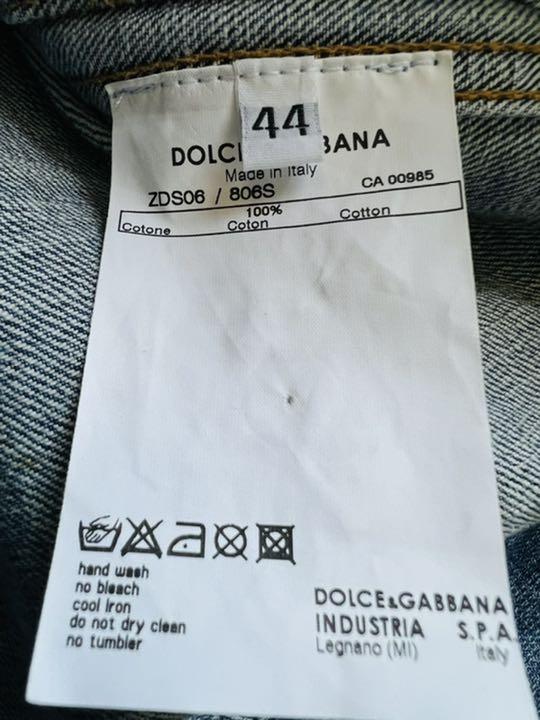 44
DOLC BANA
Made in Italy
ZDS06 / 806S CA 00985
100%
Cotone Coton Cotton
hand wash
no bleach
cool iron
do not dry clean
no tumbler
DOLCE&GABBANA
INDUSTRIA S.P.A.
Legnano (MI) Italy